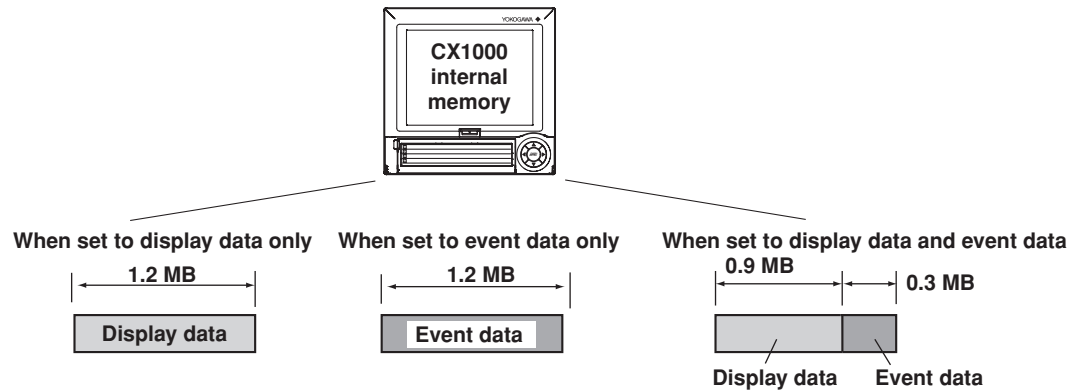 YOKOGAWA
CX1000
internal
memory
When set to display data only
1.2 MB
Display data
When set to event data only
1.2 MB
Event data
When set to display data and event data
0.9 MB
0.3 MB
Display data
Event data